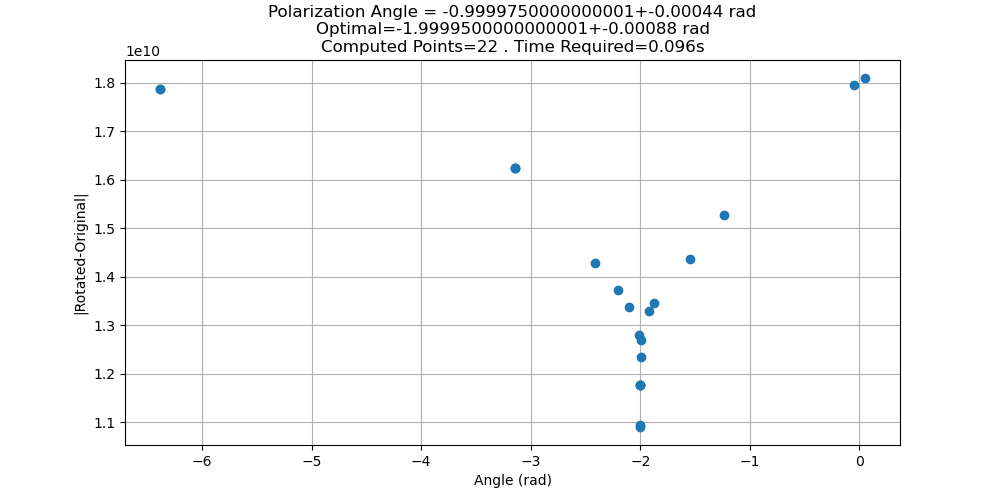 Polarization Angle = -0.9999750000000001+-0.00044 rad
Optimal=-1.9999500000000001+-0.00088 rad
Computed Points=22 . Time Required=0.096s
1e10
1.8
1.7
1.6
1.5
1.4
1.3
1.2
1.1
|Rotated-Original|
−6
−5
−4
−3
−2
−1
0
Angle (rad)